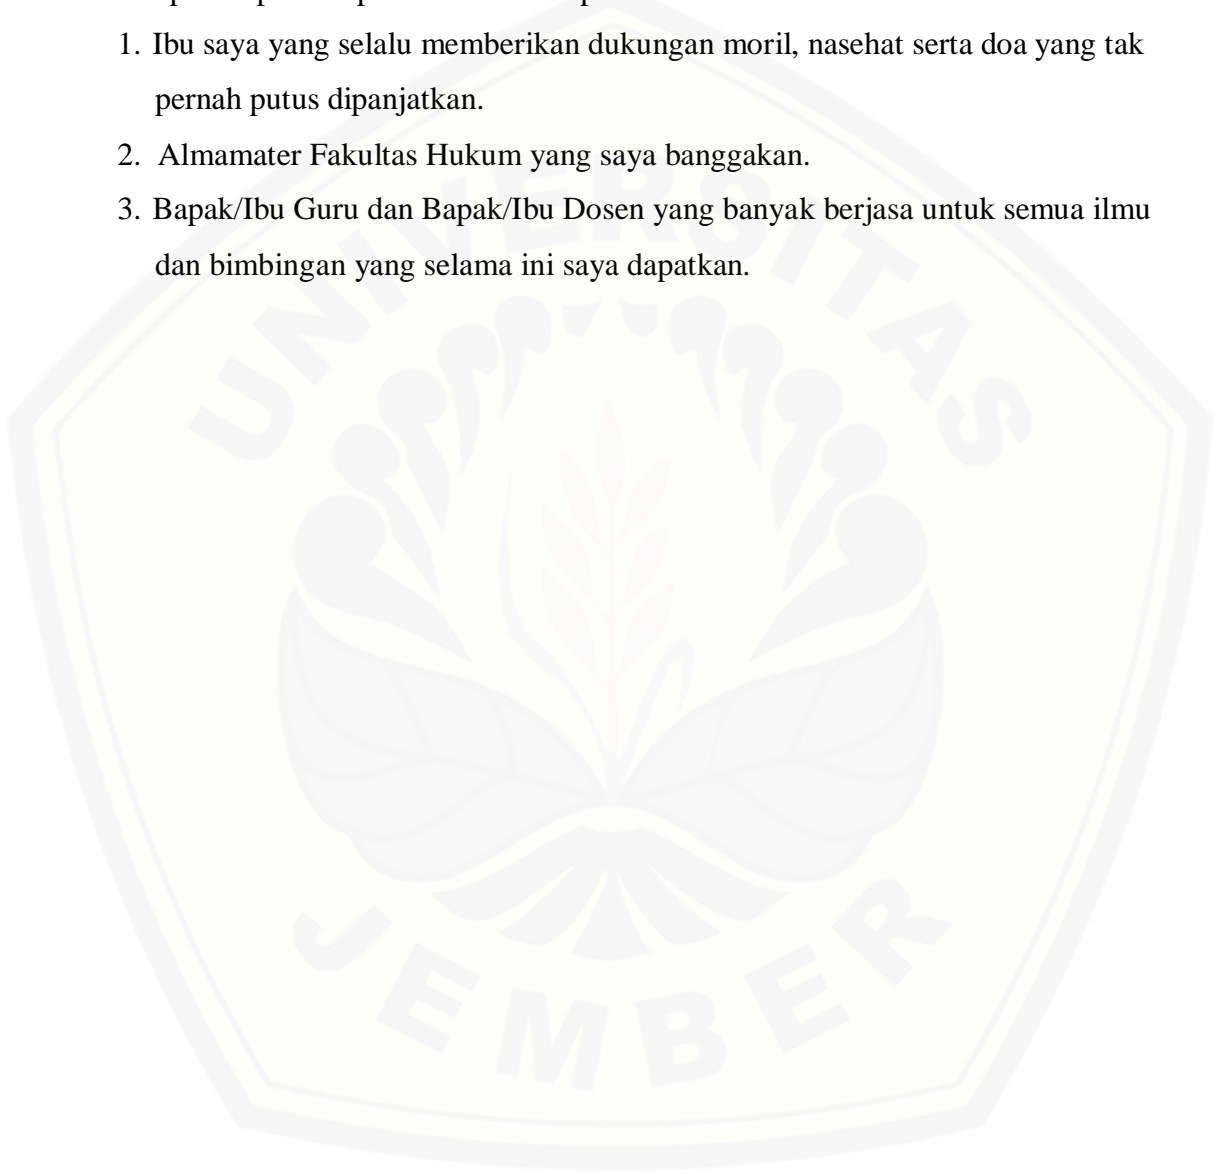 1. Ibu saya yang selalu memberikan dukungan moril, nasehat serta doa yang tak
pernah putus dipanjatkan.
2. Almamater Fakultas Hukum yang saya banggakan.
3. Bapak/Ibu Guru dan Bapak/Ibu Dosen yang banyak berjasa untuk semua ilmu
dan bimbingan yang selama ini saya dapatkan.
UNIVERSITAS
JEMBER